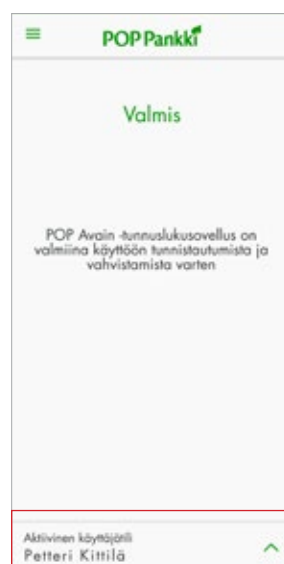 POP Pankki
Valmis
POP Avain -tunnuslukusovellus on
valmiina käyttöön tunnistautumista ja
vahvistamista varten
Aktiivinen käyttäjätili
Petteri Kittilä